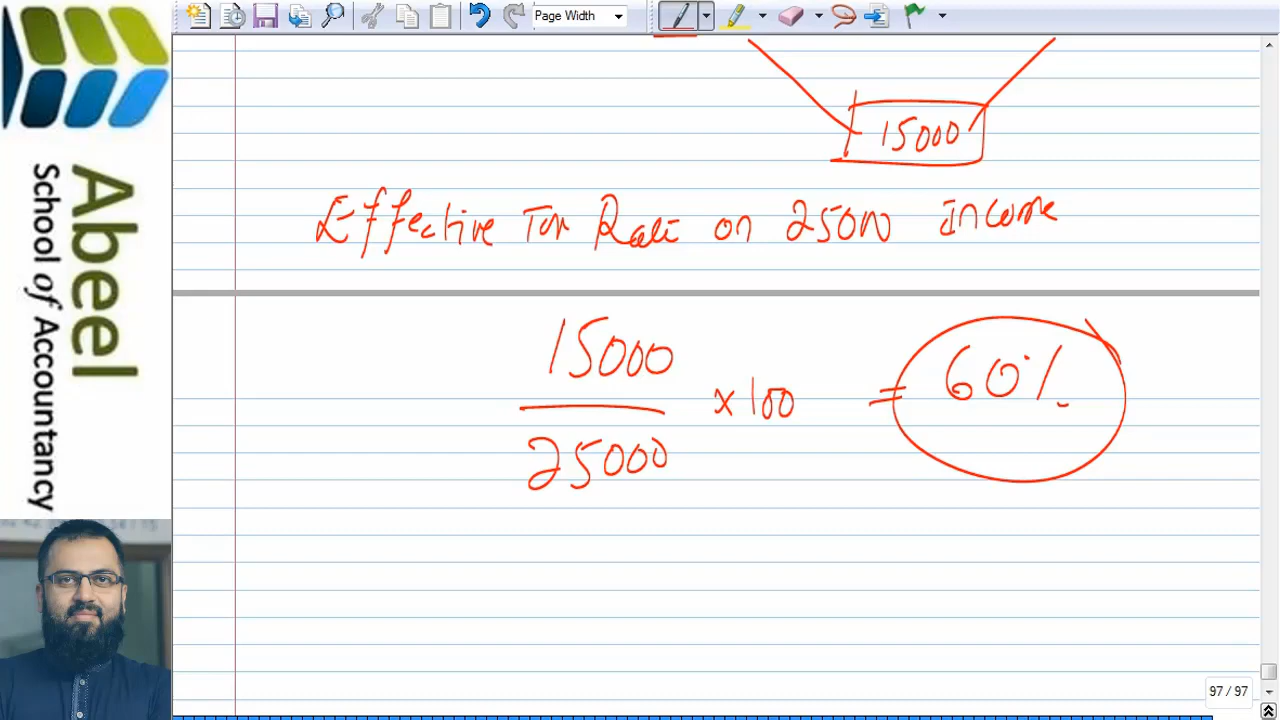 Page Width
Abeel
School of Accountancy
15000
Effective Tax Rate on 25000 Income
15000
25000
×100
= 60%
97 / 97